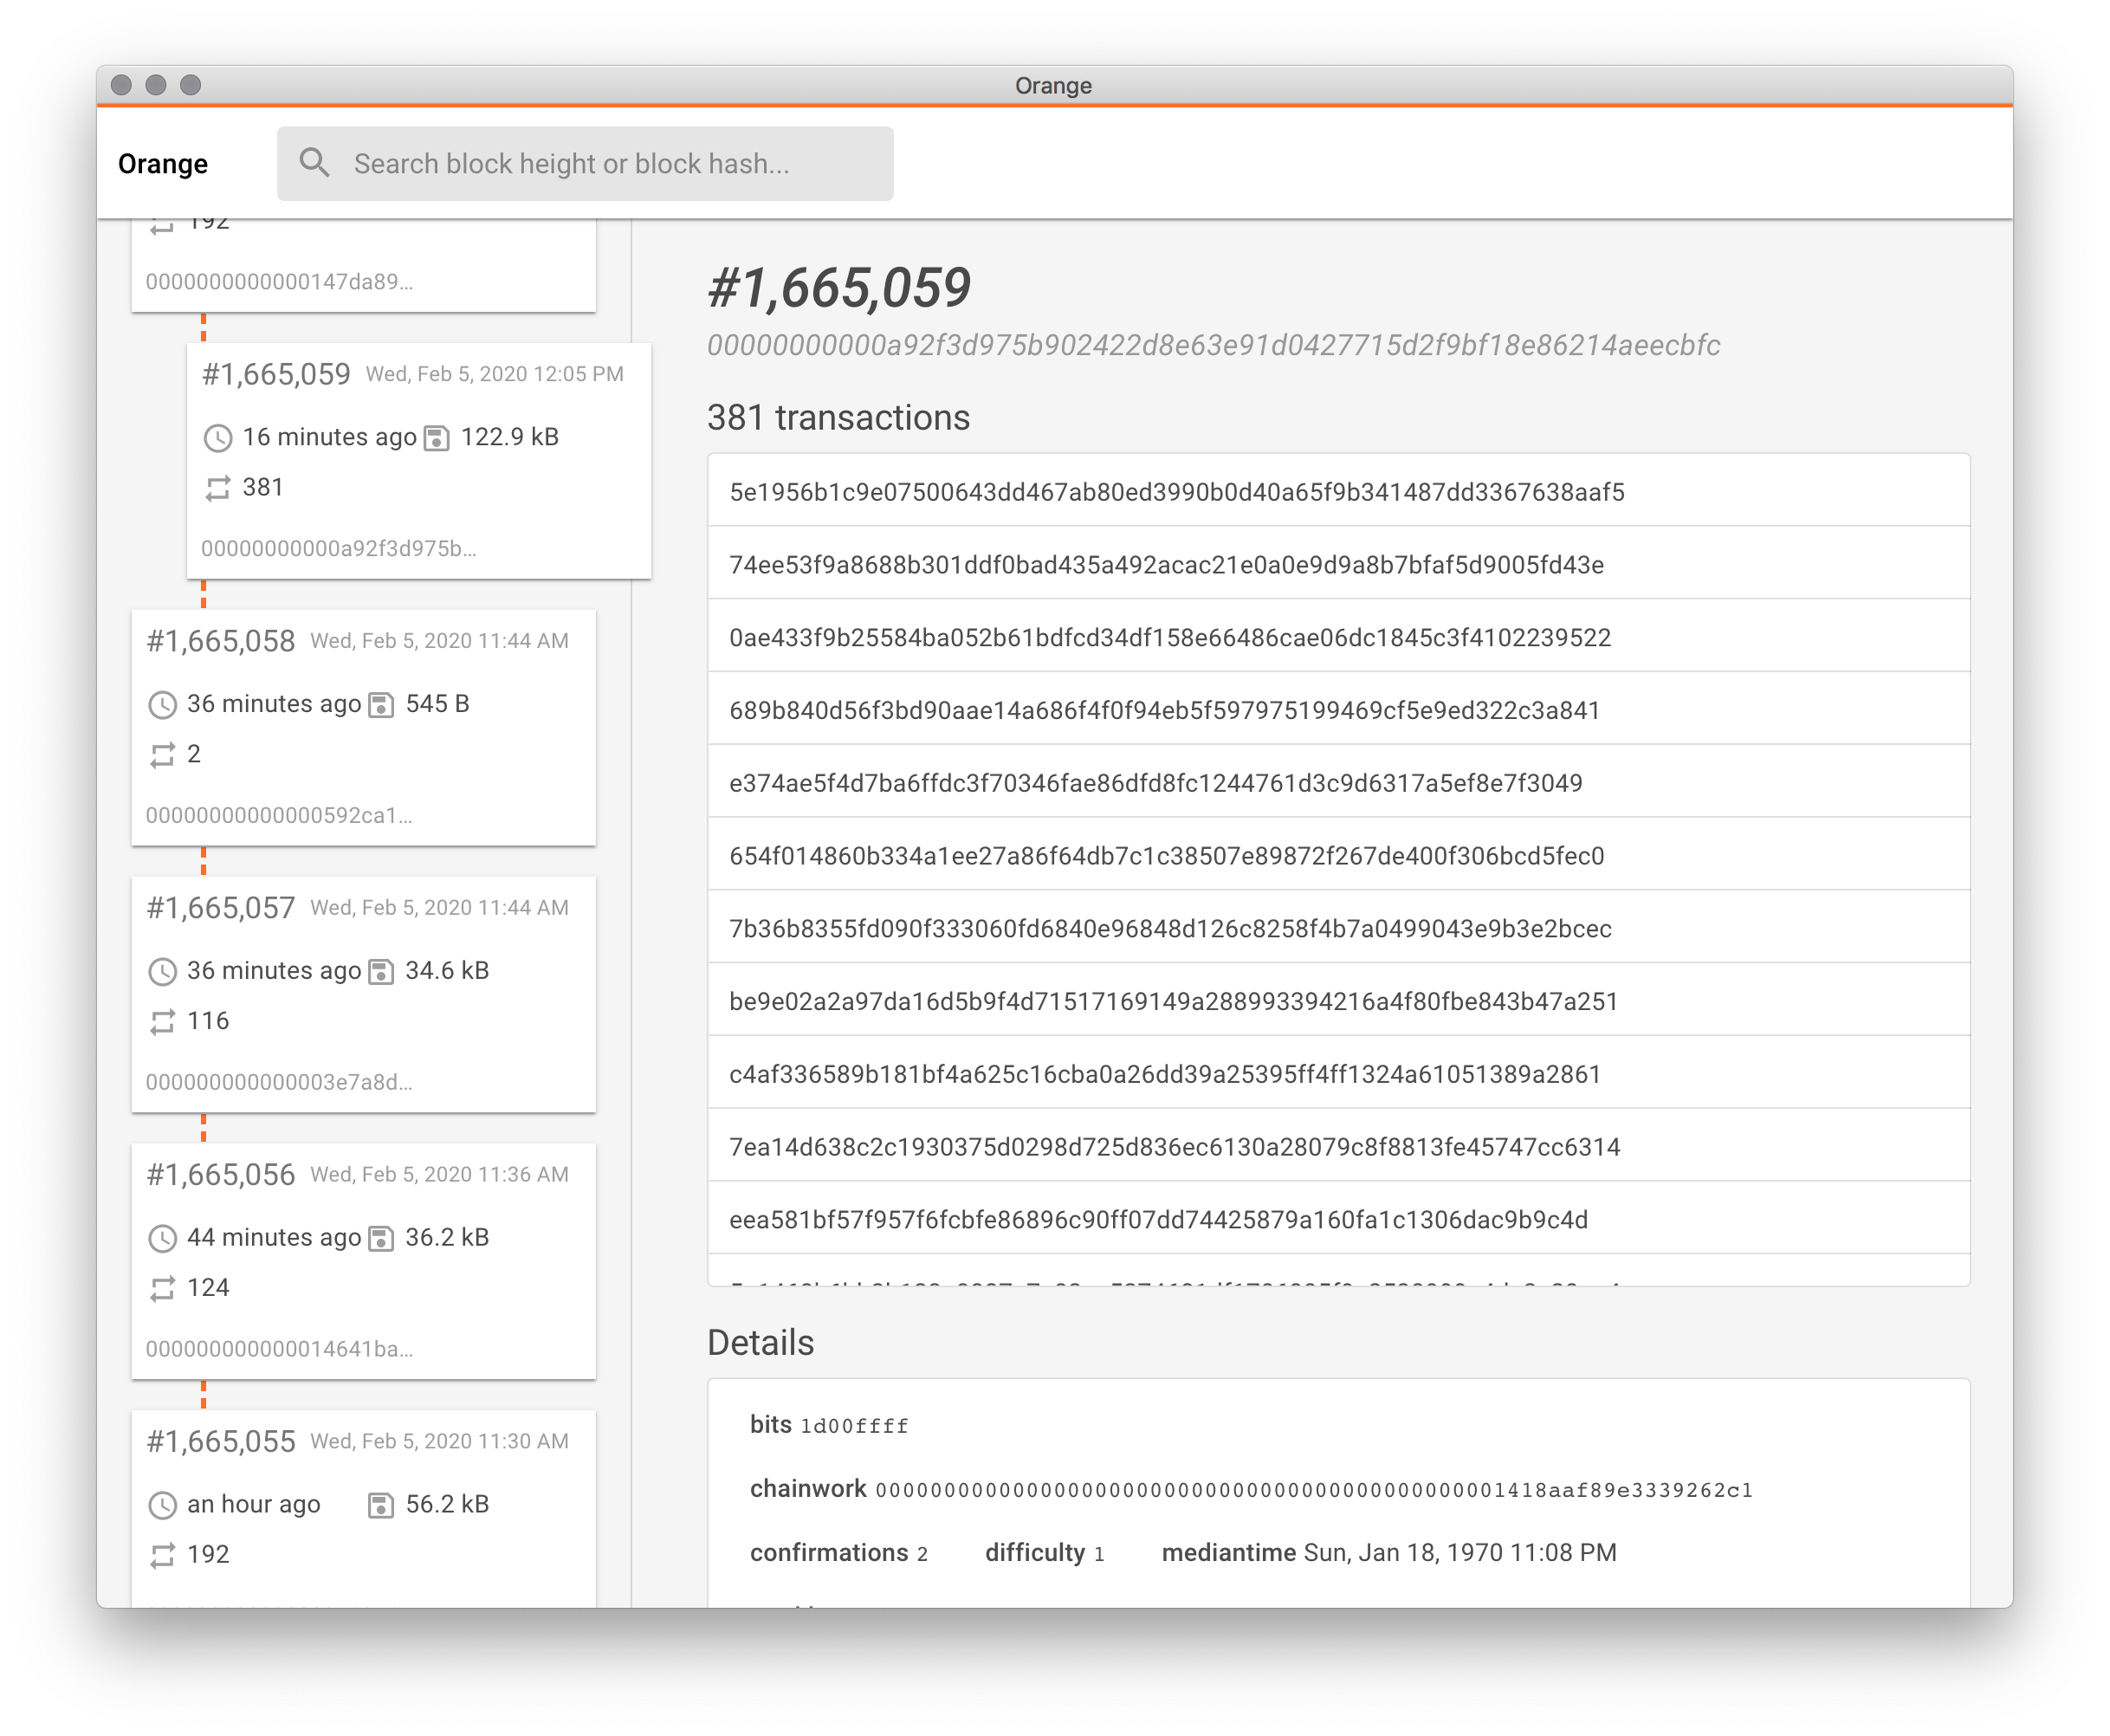 Orange
Orange
Search block height or block hash...
192
0000000000000147da89...
#1,665,059 Wed, Feb 5, 2020 12:05 PM
16 minutes ago 122.9 kB
381
00000000000a92f3d975b...
#1,665,058 Wed, Feb 5, 2020 11:44 AM
36 minutes ago 545 B
2
00000000000000592ca1...
#1,665,057 Wed, Feb 5, 2020 11:44 AM
36 minutes ago 34.6 kB
116
000000000000003e7a8d...
#1,665,056 Wed, Feb 5, 2020 11:36 AM
44 minutes ago 36.2 kB
124
000000000000014641ba...
#1,665,055 Wed, Feb 5, 2020 11:30 AM
an hour ago 56.2 kB
192
#1,665,059
00000000000a92f3d975b902422d8e63e91d0427715d2f9bf18e86214aeecbfc
381 transactions
5e1956b1c9e07500643dd467ab80ed3990b0d40a65f9b341487dd3367638aaf5
74ee53f9a8688b301ddf0bad435a492acac21e0a0e9d9a8b7bfaf5d9005fd43e
0ae433f9b25584ba052b61bdfcd34df158e66486cae06dc1845c3f4102239522
689b840d56f3bd90aae14a686f4f0f94eb5f597975199469cf5e9ed322c3a841
e374ae5f4d7ba6ffdc3f70346fae86dfd8fc1244761d3c9d6317a5ef8e7f3049
654f014860b334a1ee27a86f64db7c1c38507e89872f267de400f306bcd5fec0
7b36b8355fd090f333060fd6840e96848d126c8258f4b7a0499043e9b3e2bcec
be9e02a2a97da16d5b9f4d71517169149a288993394216a4f80fbe843b47a251
c4af336589b181bf4a625c16cba0a26dd39a25395ff4ff1324a61051389a2861
7ea14d638c2c1930375d0298d725d836ec6130a28079c8f8813fe45747cc6314
eea581bf57f957f6fcbfe86896c90ff07dd74425879a160fa1c1306dac9b9c4d
Details
bits 1d00ffff
chainwork 0000000000000000000000000000000000000000000001418aaf89e3339262c1
confirmations 2 difficulty 1 mediantime Sun, Jan 18, 1970 11:08 PM